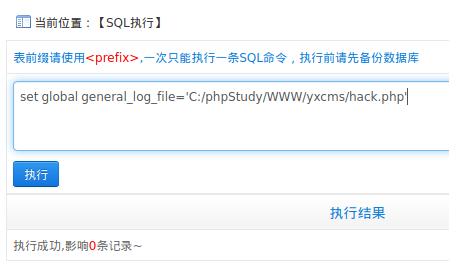 当前位置：【SQL执行】
表前缀请使用<prefix>,一次只能执行一条SQL命令，执行前请先备份数据库
set global general_log_file='C:/phpStudy/WWW/yxcms/hack.php'
执行
执行结果
执行成功,影响0条记录~